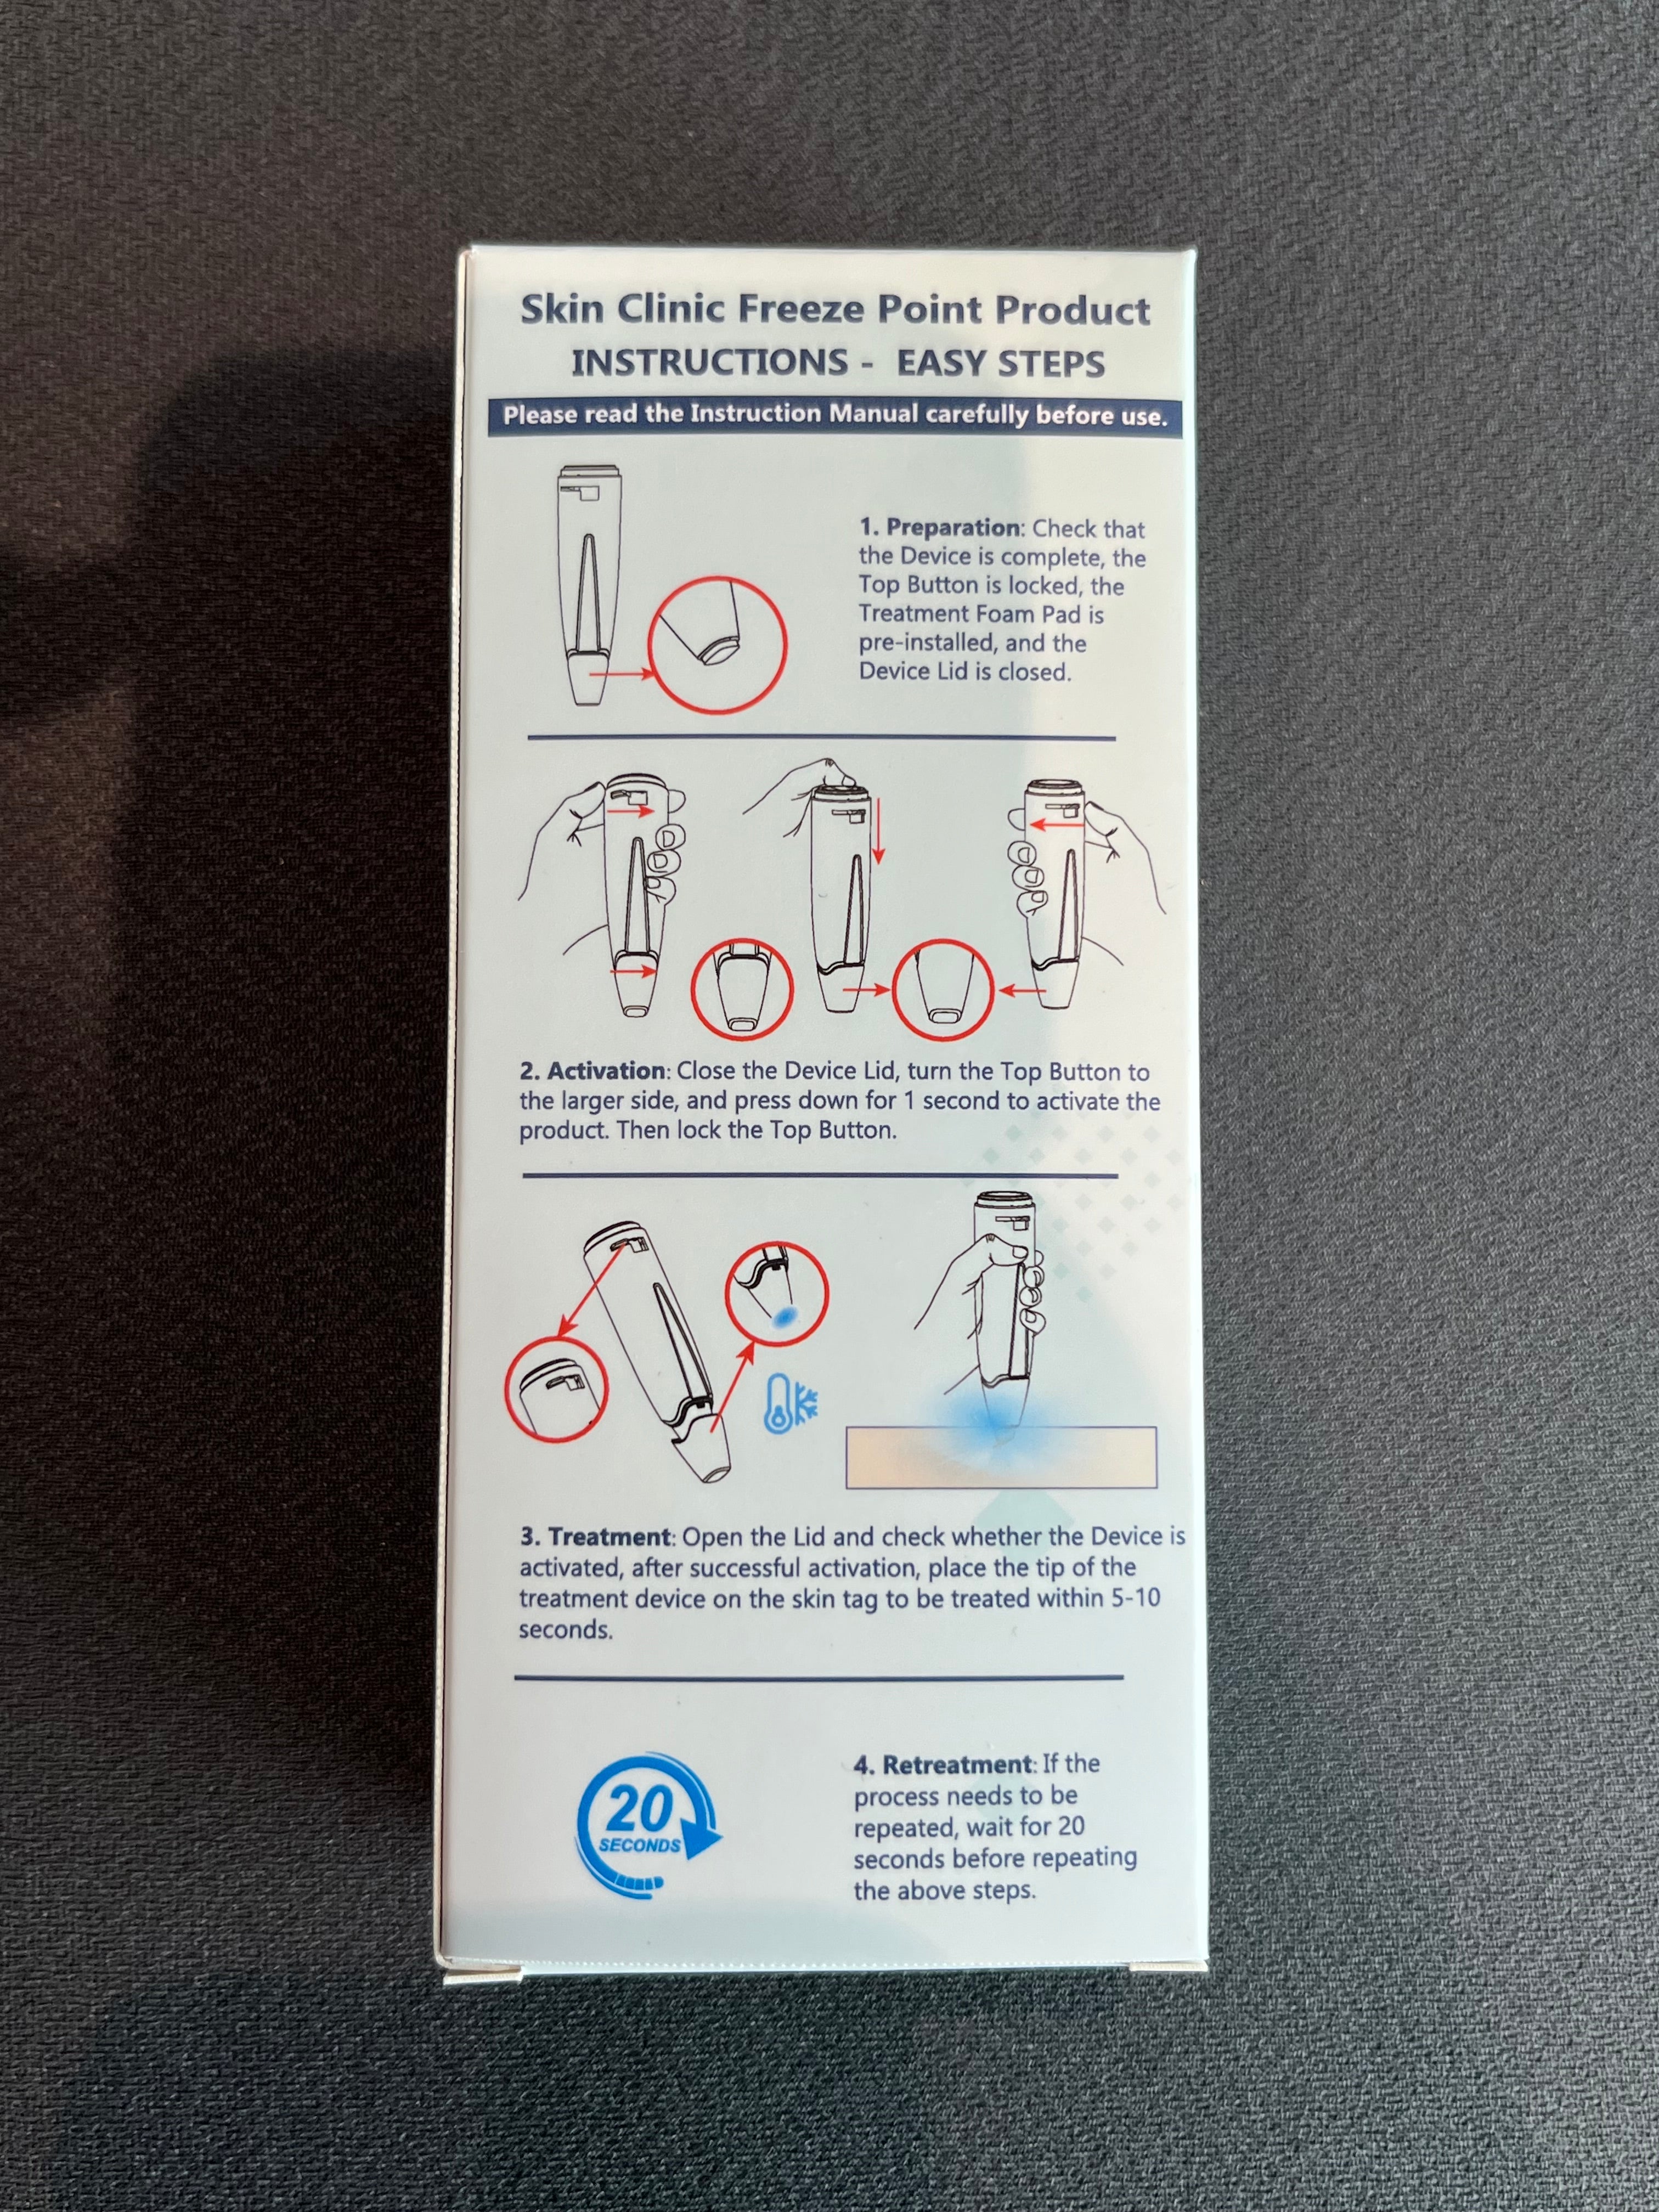 Skin Clinic Freeze Point Product
INSTRUCTIONS - EASY STEPS
Please read the Instruction Manual carefully before use.
1. Preparation: Check that
the Device is complete, the
Top Button is locked, the
Treatment Foam Pad is
pre-installed, and the
Device Lid is closed.
2. Activation: Close the Device Lid, turn the Top Button to
the larger side, and press down for 1 second to activate the
product. Then lock the Top Button.
3. Treatment: Open the Lid and check whether the Device is
activated, after successful activation, place the tip of the
treatment device on the skin tag to be treated within 5-10
seconds.
20
SECONDS
4. Retreatment: If the
process needs to be
repeated, wait for 20
seconds before repeating
the above steps.